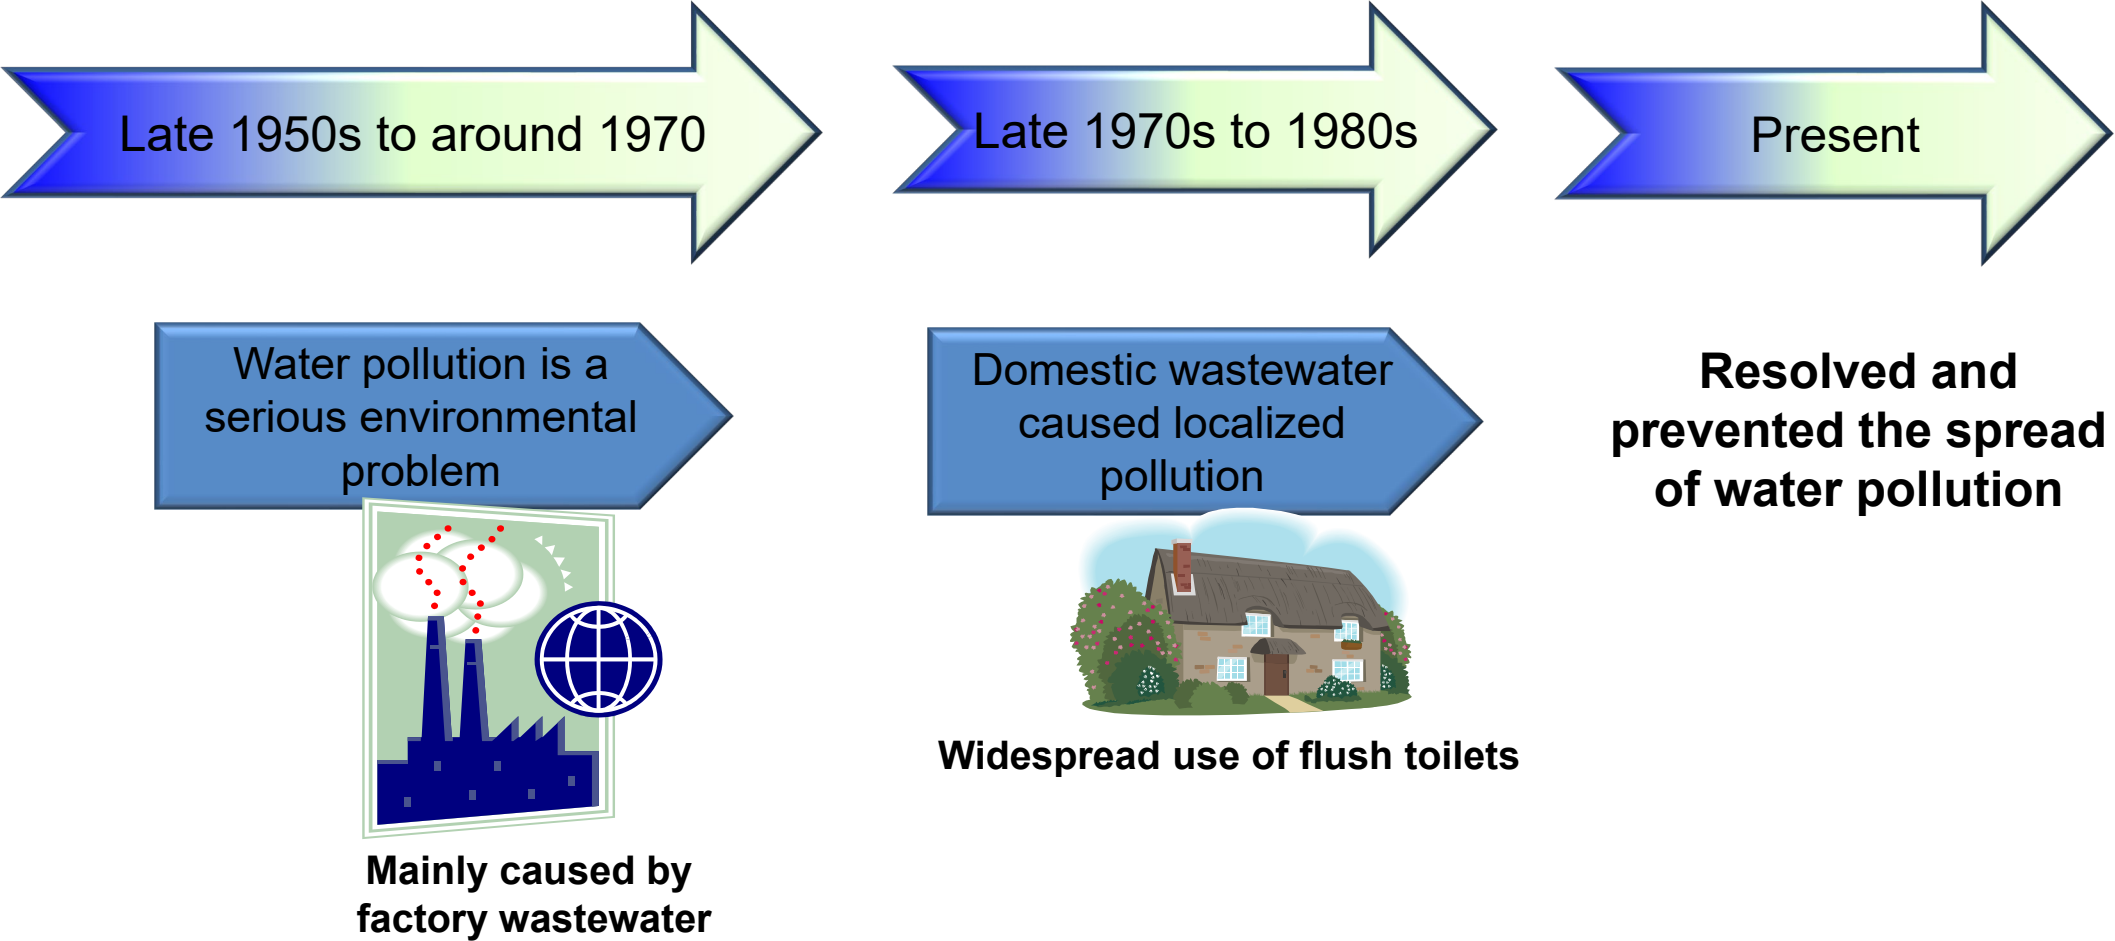 Late 1950s to around 1970
Late 1970s to 1980s
Present
Water pollution is a
serious environmental
problem
Domestic wastewater
caused localized
pollution
Resolved and
prevented the spread
of water pollution
Widespread use of flush toilets
Mainly caused by
factory wastewater